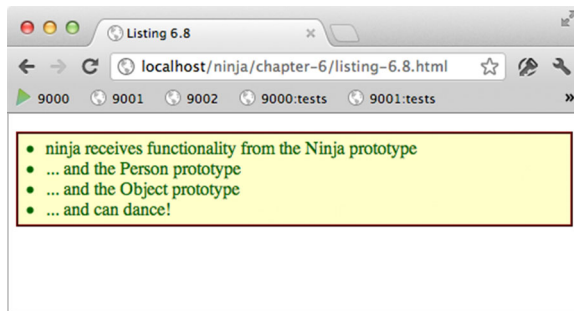 Listing 6.8
localhost/ninja/chapter-6/listing-6.8.html
9000 9001 9002 9000:tests 9001:tests »
• ninja receives functionality from the Ninja prototype
• ... and the Person prototype
• ... and the Object prototype
• ... and can dance!